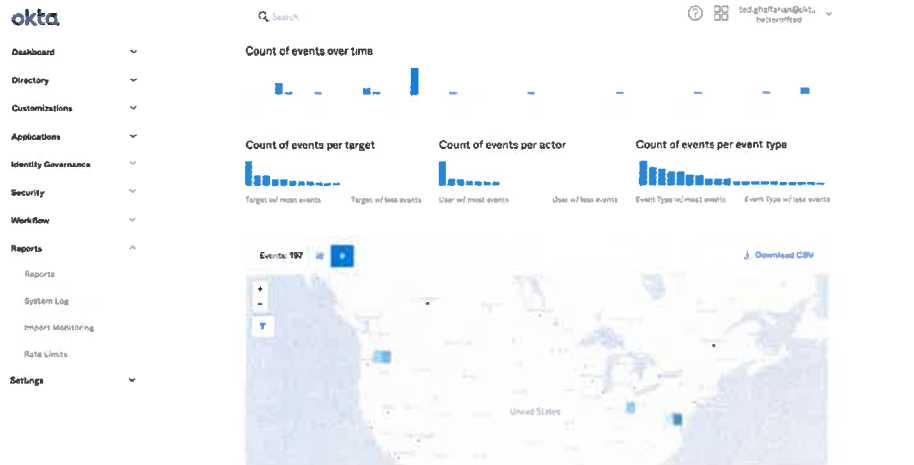 okta
Search
betteroffted
Dashboard
Directory
Customizations
Applications
Identity Governance
Security
Workflow
Reports
Reports
System Log
Import Monitoring
Rate Limits
Settings
Count of events over time
Count of events per target
Target w/ most events
Target w/ less events
Count of events per actor
User w/ most events
User w/ less events
Count of events per event type
Event Type w/ most events
Event Type w/ less events
Events: 197
Download CSV
+
-
United States